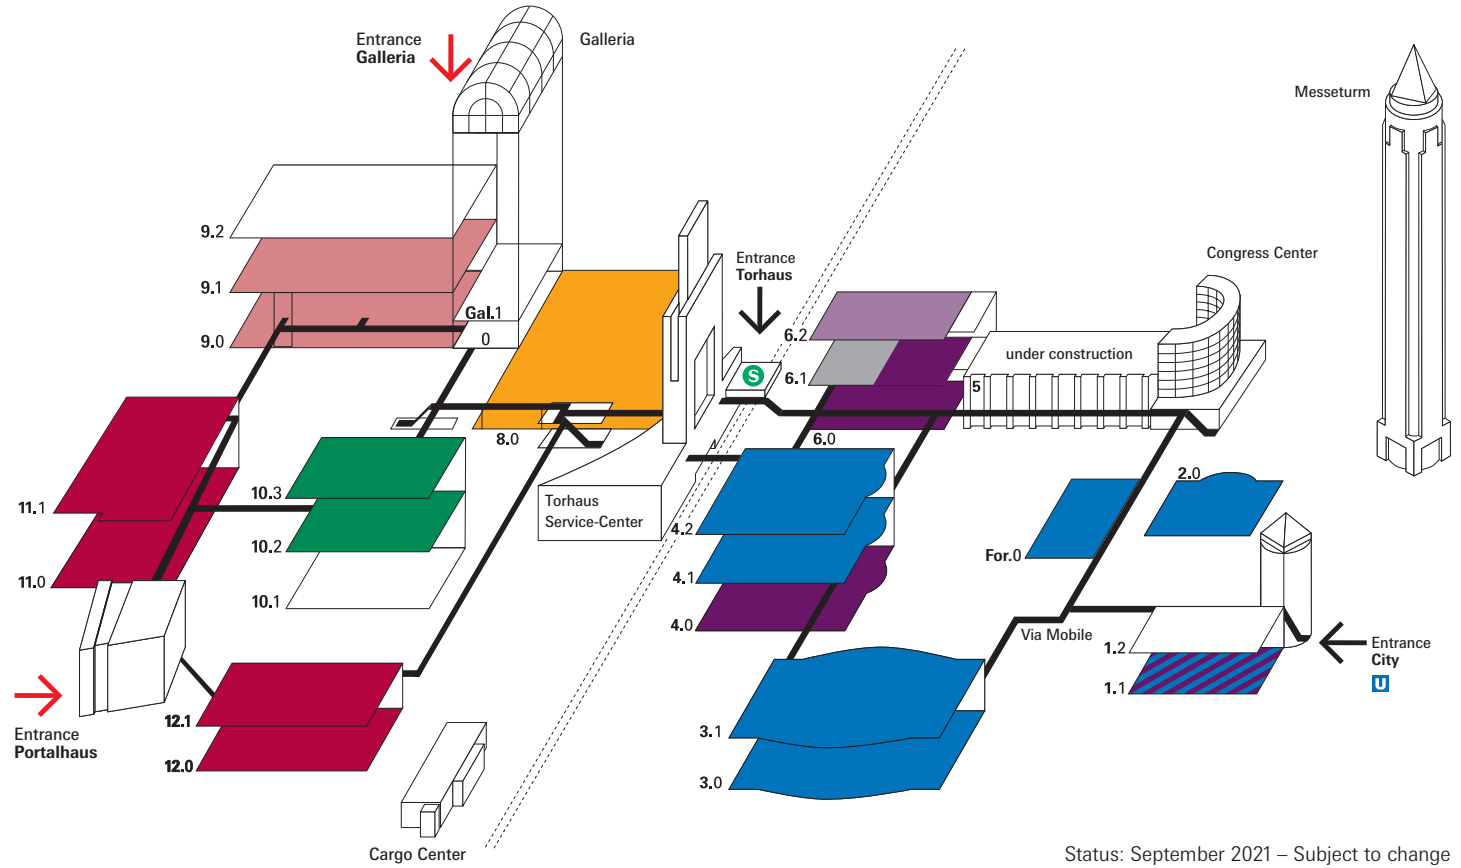 Entrance
Galleria
Galleria
Messeturm
9.2
9.1
9.0
Gal.1
0
Entrance
Torhaus
S
Congress Center
6.2
6.1
6.0
under construction
5
8.0
11.1
11.0
10.3
10.2
10.1
Torhaus
Service-Center
4.2
4.1
4.0
2.0
For.0
Via Mobile
1.2
1.1
Entrance
City
U
Entrance
Portalhaus
12.1
12.0
3.1
3.0
Cargo Center
Status: September 2021 – Subject to change